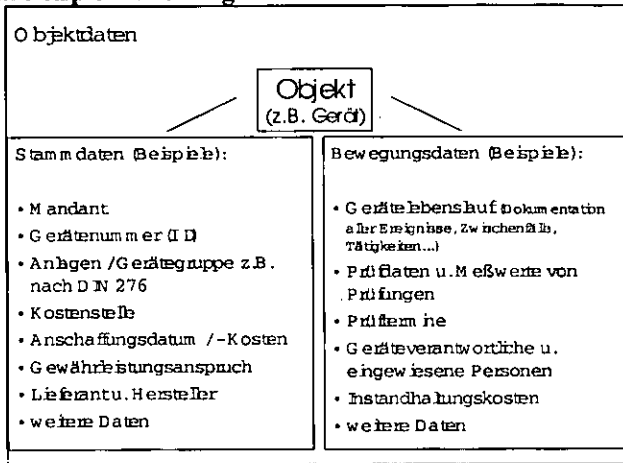 Objektdaten
Objekt
(z.B. Gerät)
Stammdaten (Beispiele):
• Mandant
• Gerätenummer (ID)
• Anlagen /Gerätegruppe z.B.
nach DIN 276
• Kostenstelle
• Anschaffungsdatum /-Kosten
• Gewährleistungsanspruch
• Lieferant u. Hersteller
• weitere Daten
Bewegungsdaten (Beispiele):
• Gerätelebenslauf (Dokumentation
aller Ereignisse, Zwischenfälle,
Tätigkeiten...)
• Prüfdaten u. Meßwerte von
Prüfungen
• Prüftermine
• Geräteverantwortliche u.
eingewiesene Personen
• Instandhaltungskosten
• weitere Daten